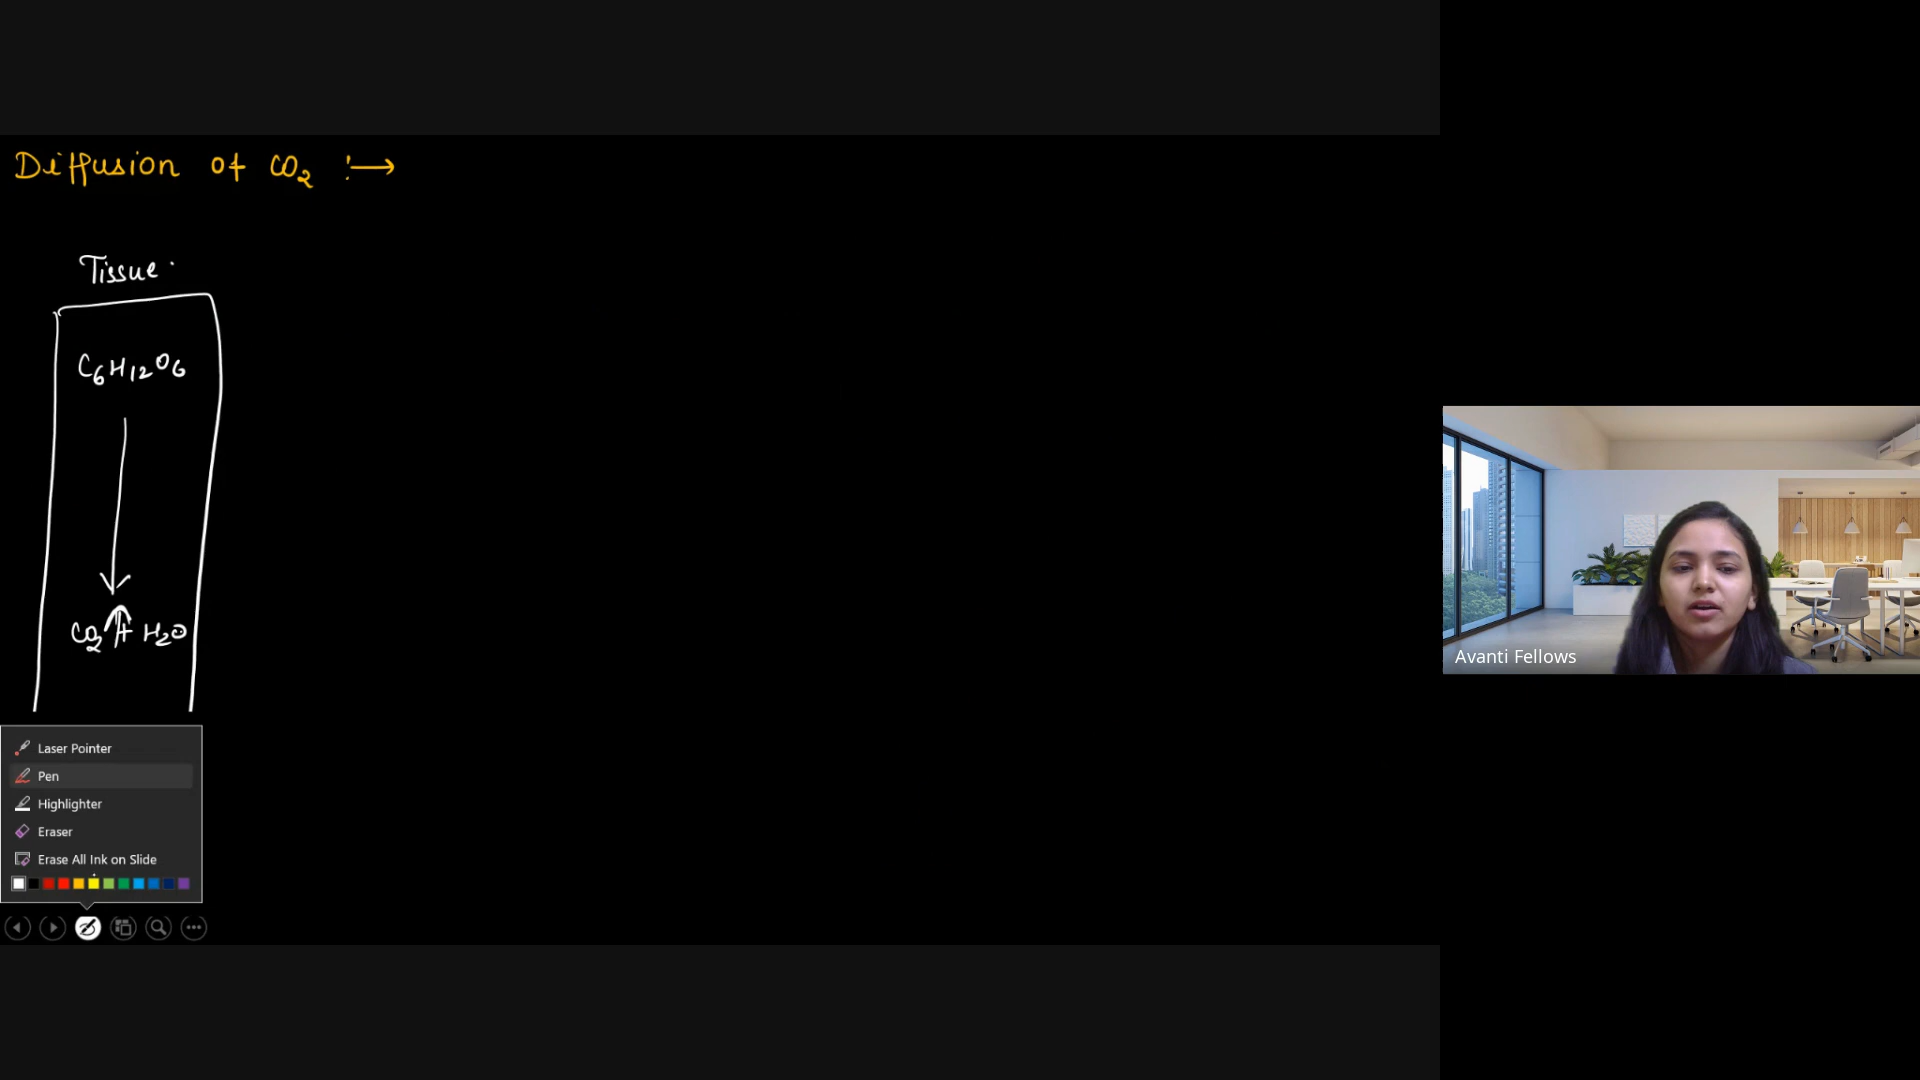 Diffusion of CO2 :→
Tissue.
C6H12O6
CO2 ↑ + H2O
Laser Pointer
Pen
Highlighter
Eraser
Erase All Ink on Slide
Avanti Fellows